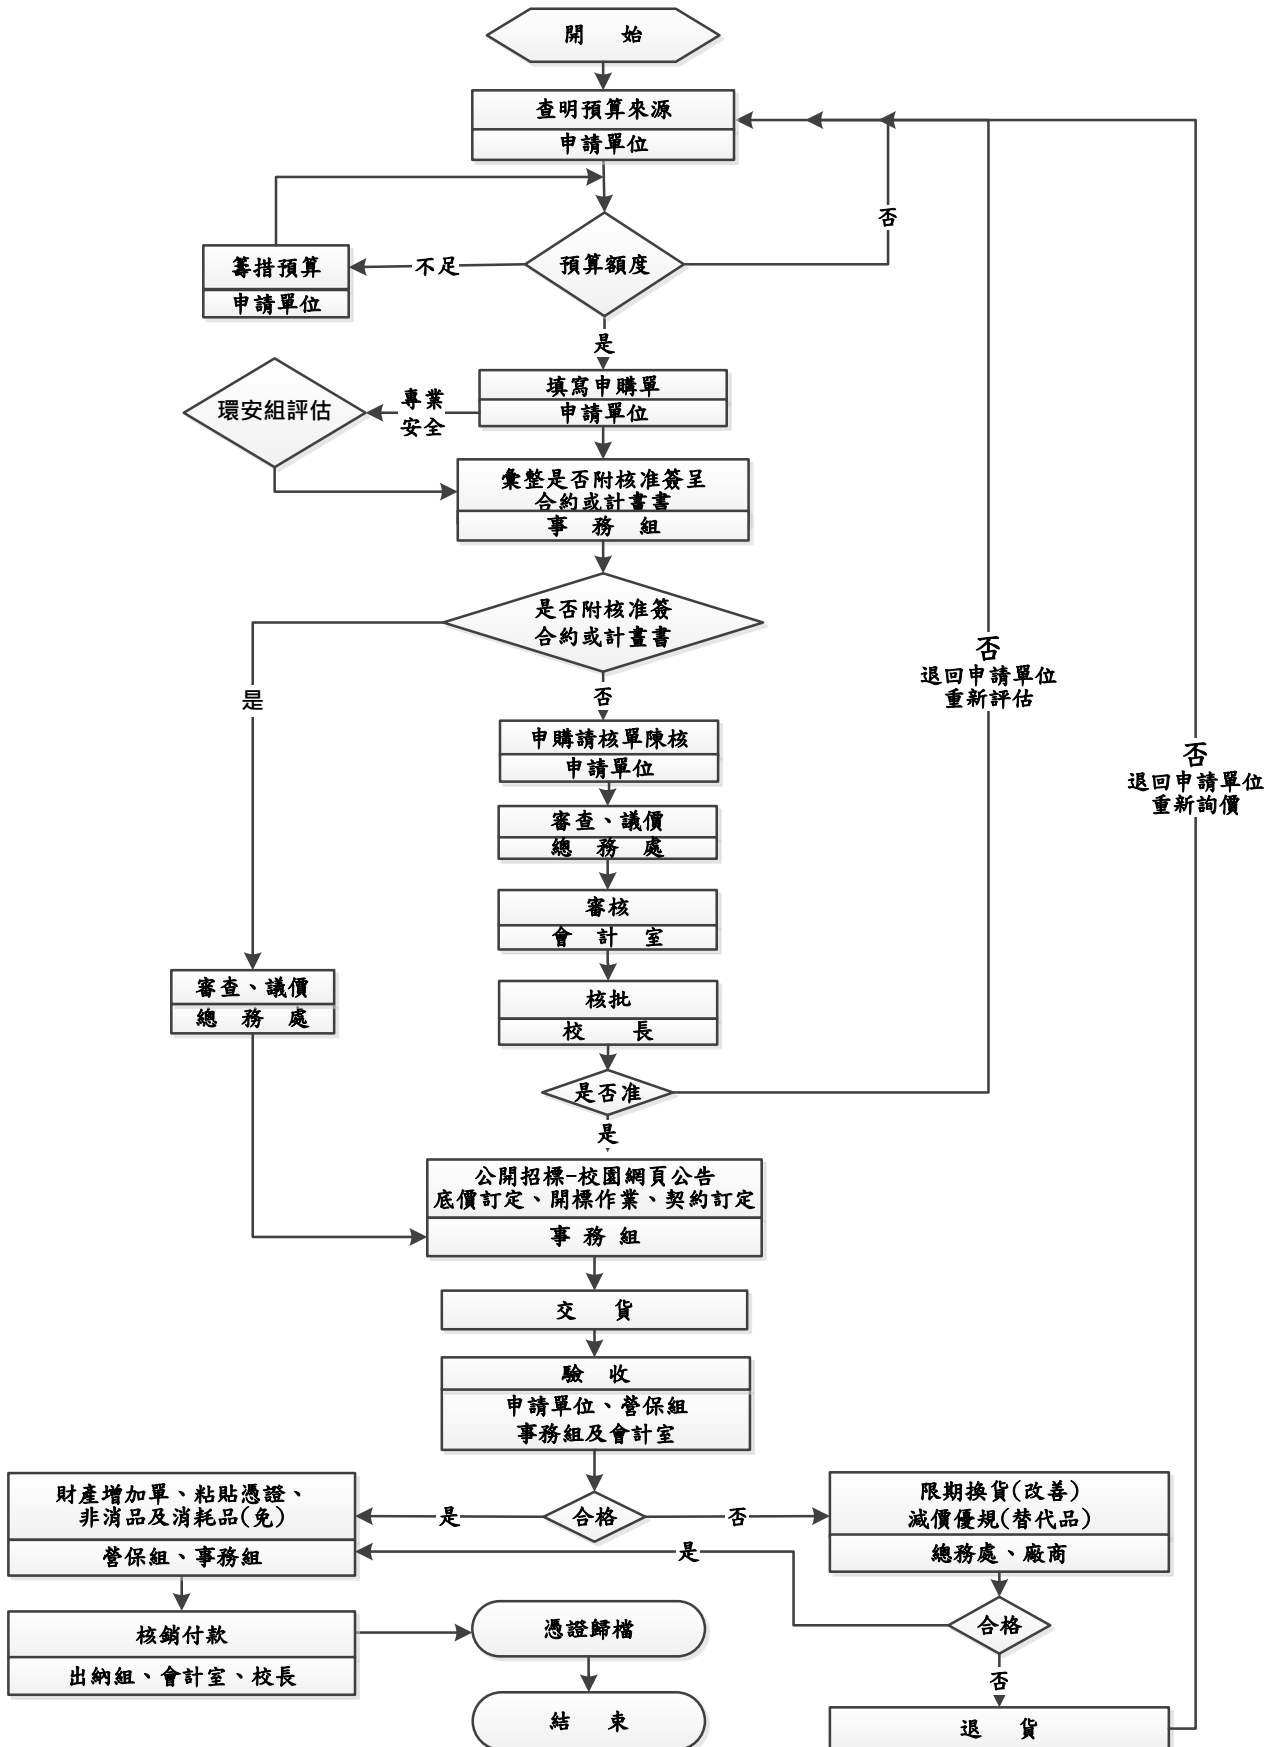 開 始
查明預算來源
申請單位
否
預算額度
不足
籌措預算
申請單位
是
填寫申購單
申請單位
專業
安全
環安組評估
彙整是否附核准簽呈
合約或計畫書
事 務 組
是否附核准簽
合約或計畫書
否
退回申請單位
重新評估
是
否
申購請核單陳核
申請單位
否
退回申請單位
重新詢價
審查、議價
總 務 處
審核
會 計 室
審查、議價
總 務 處
核批
校 長
是否准
是
公開招標-校園網頁公告
底價訂定、開標作業、契約訂定
事 務 組
交 貨
驗 收
申請單位、營保組
事務組及會計室
財產增加單、粘貼憑證、
非消品及消耗品(免)
營保組、事務組
是
合格
否
限期換貨(改善)
減價優規(替代品)
總務處、廠商
是
核銷付款
出納組、會計室、校長
憑證歸檔
合格
否
結 束
退 貨